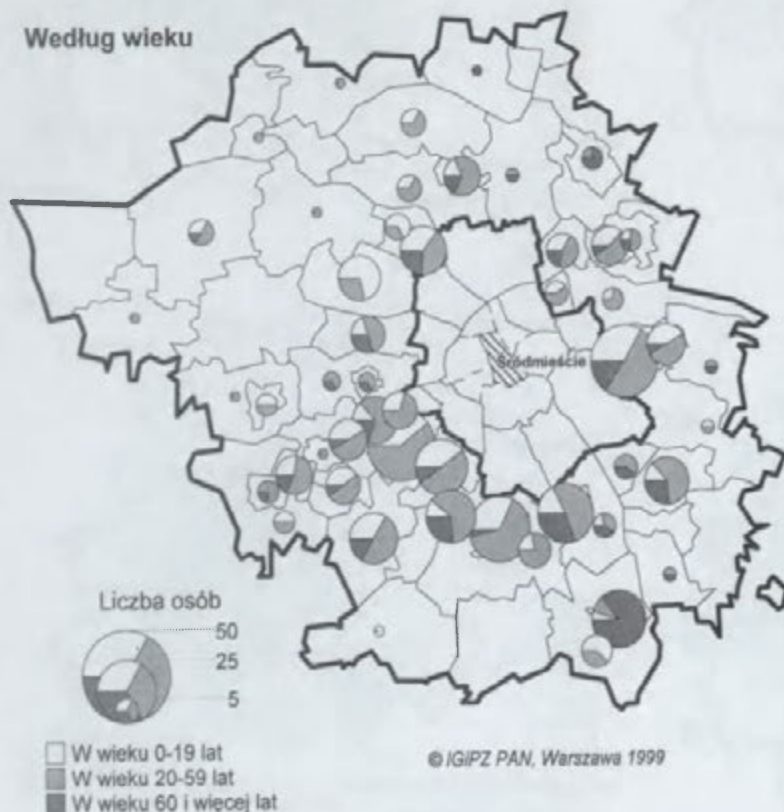 Według wieku
Śródmieście
Liczba osób
50
25
5
W wieku 0-19 lat
W wieku 20-59 lat
W wieku 60 i więcej lat
© IGiPZ PAN, Warszawa 1999